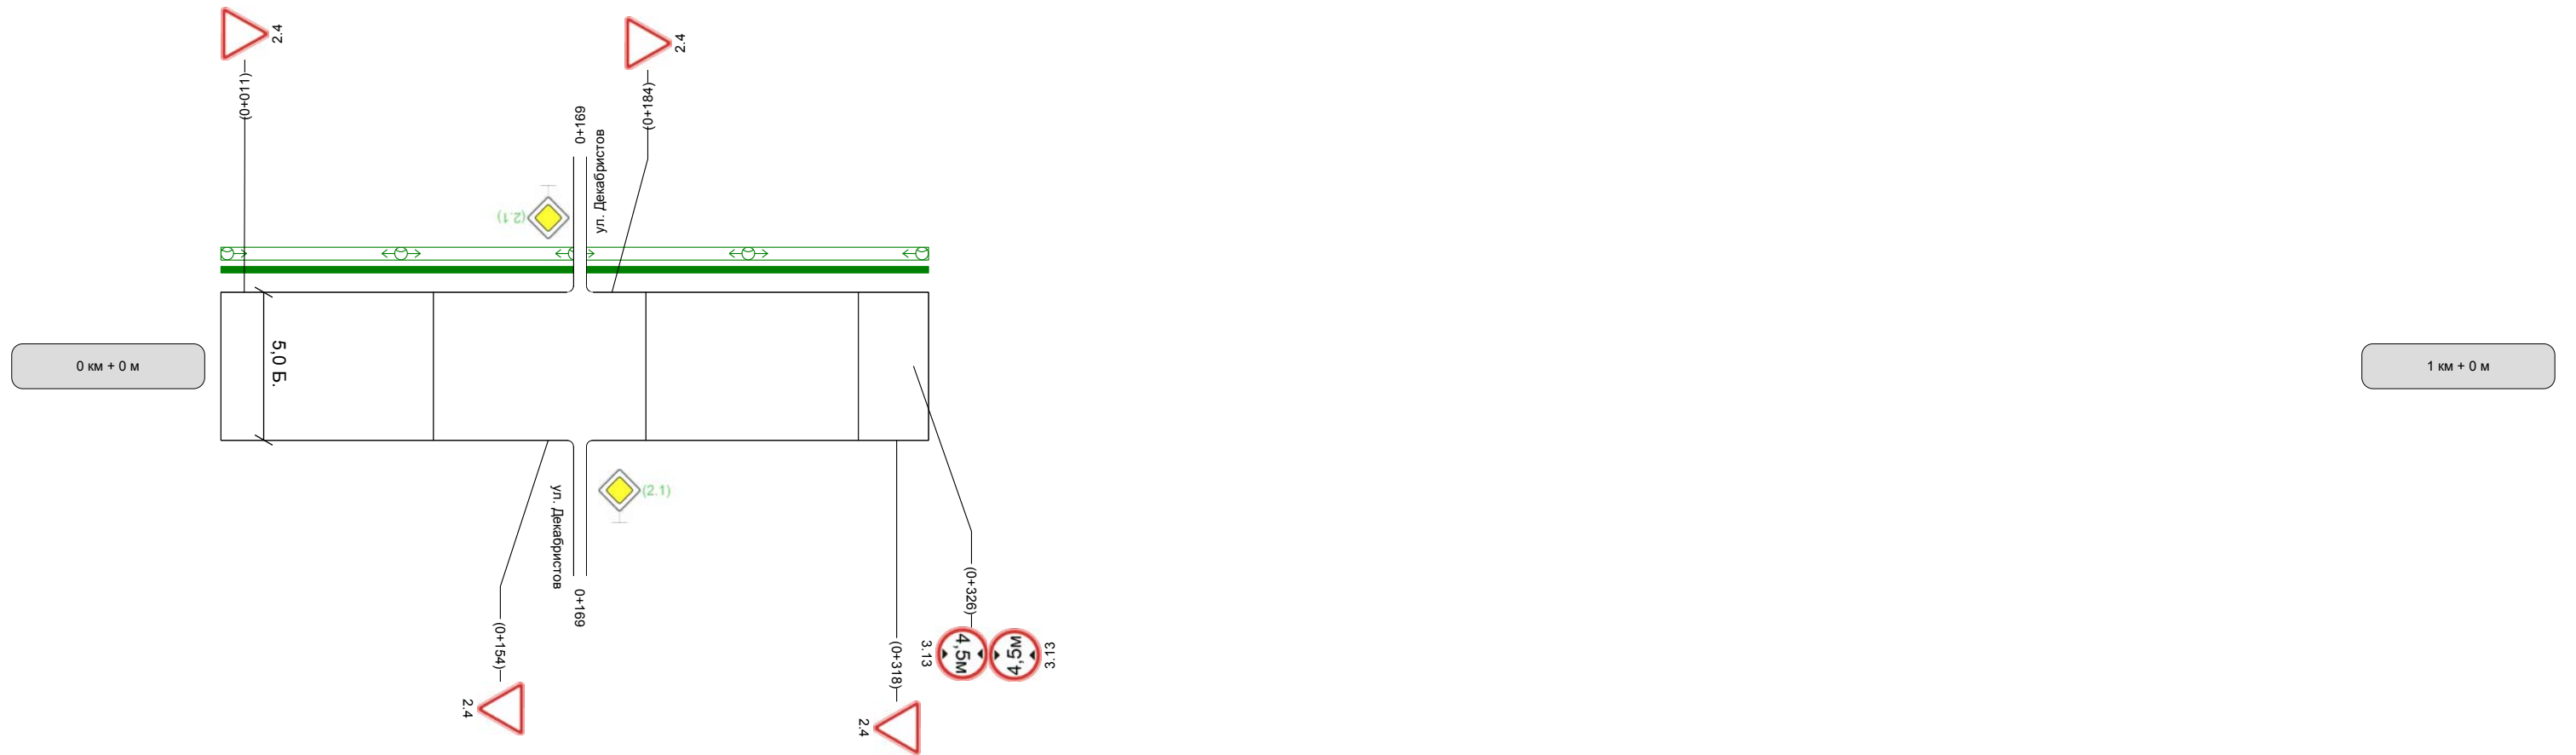 2.4
(0+011)
2.4
(0+184)
0+169
ул. Декабристов
(2.1)
5,0 Б.
0 км + 0 м
1 км + 0 м
(2.1)
ул. Декабристов
0+169
(0+154)
2.4
(0+318)
2.4
(0+326)
3.13
4,5м
4,5м
3.13